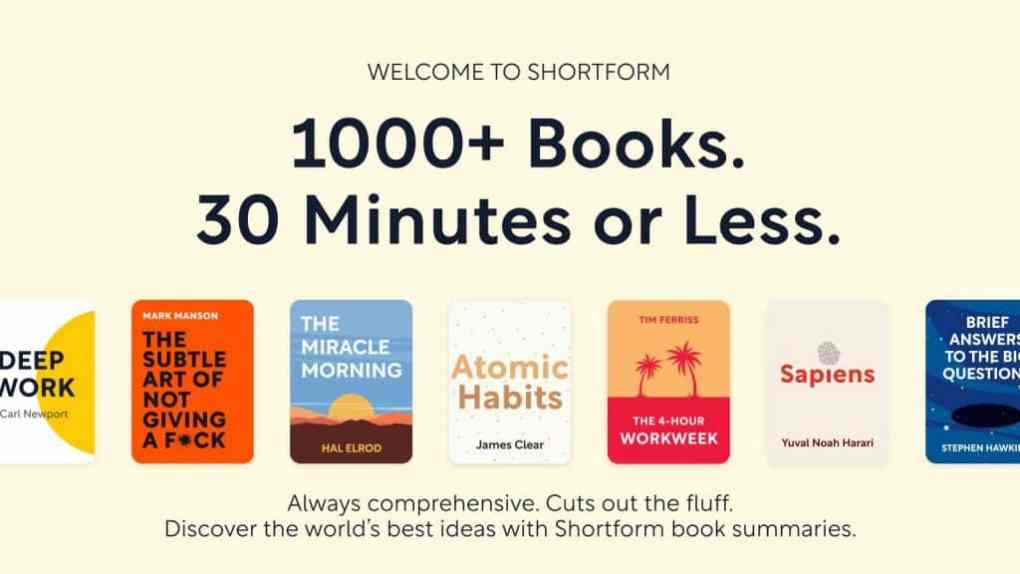 WELCOME TO SHORTFORM
1000+ Books.
30 Minutes or Less.
DEEP
WORK
Carl Newport
MARK MANSON
THE
SUBTLE
ART OF
NOT
GIVING
A F*CK
THE
MIRACLE
MORNING
HAL ELROD
Atomic
Habits
James Clear
TIM FERRISS
THE 4-HOUR
WORKWEEK
Sapiens
Yuval Noah Harari
BRIEF
ANSWERS
TO THE BI
QUESTION
STEPHEN HAWKI
Always comprehensive. Cuts out the fluff.
Discover the world's best ideas with Shortform book summaries.